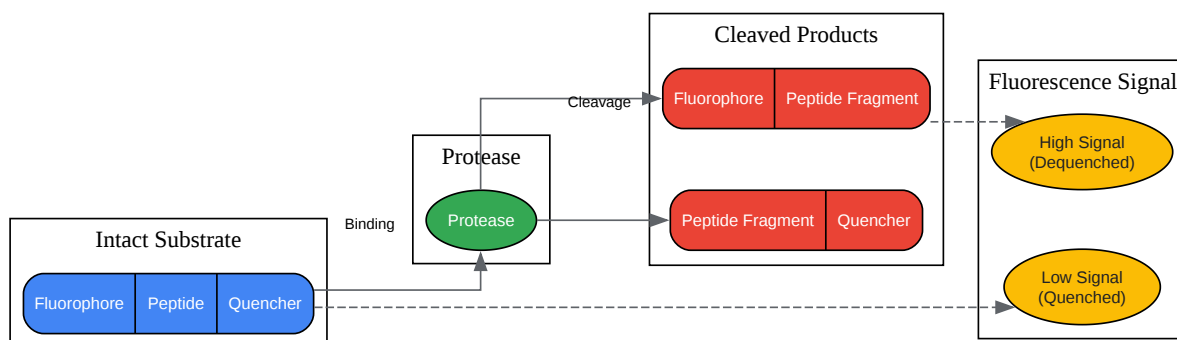 Intact Substrate
Fluorophore
Peptide
Quencher
Binding
Protease
Protease
Cleavage
Cleaved Products
Fluorophore
Peptide Fragment
Peptide Fragment
Quencher
Fluorescence Signal
High Signal
(Dequenched)
Low Signal
(Quenched)